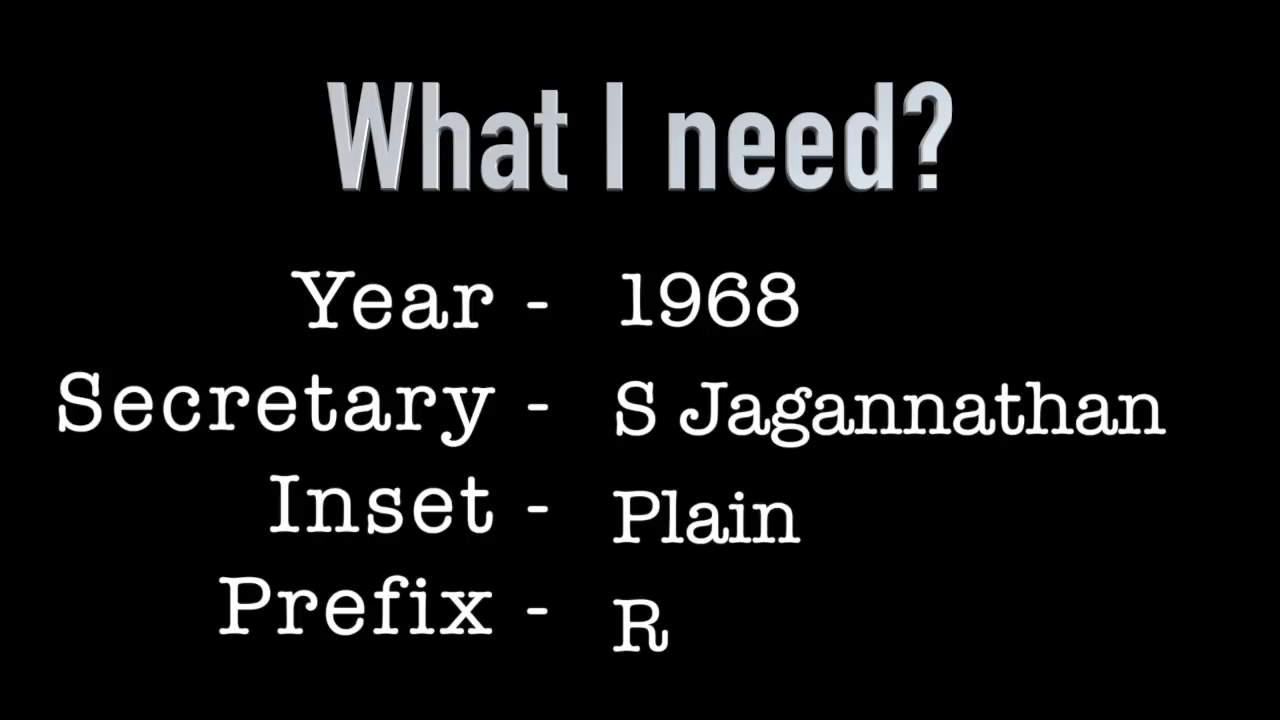 What I need?
Year - 1968
Secretary - S Jagannathan
Inset - Plain
Prefix - R